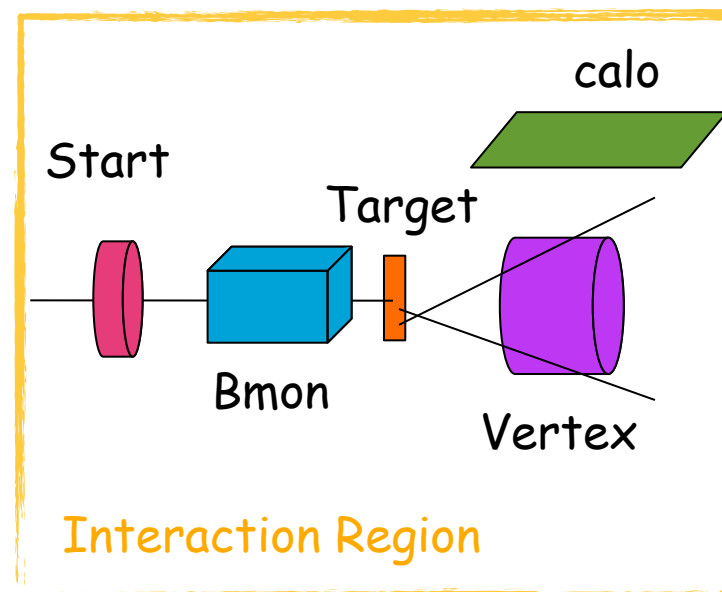 calo
Start
Target
Bmon
Vertex
Interaction Region